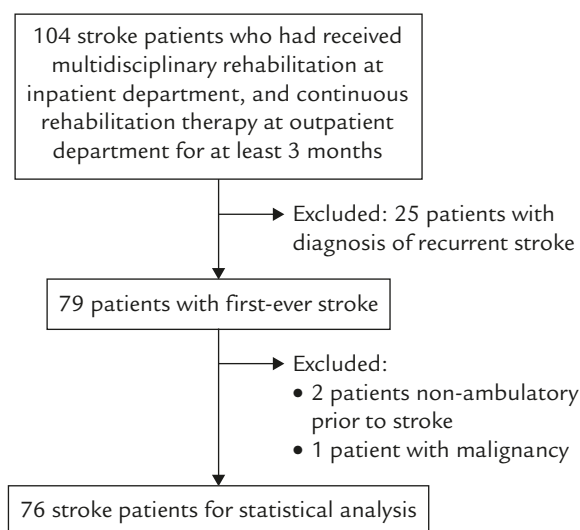 104 stroke patients who had received
multidisciplinary rehabilitation at
inpatient department, and continuous
rehabilitation therapy at outpatient
department for at least 3 months
Excluded: 25 patients with
diagnosis of recurrent stroke
79 patients with first-ever stroke
Excluded:
• 2 patients non-ambulatory
prior to stroke
• 1 patient with malignancy
76 stroke patients for statistical analysis